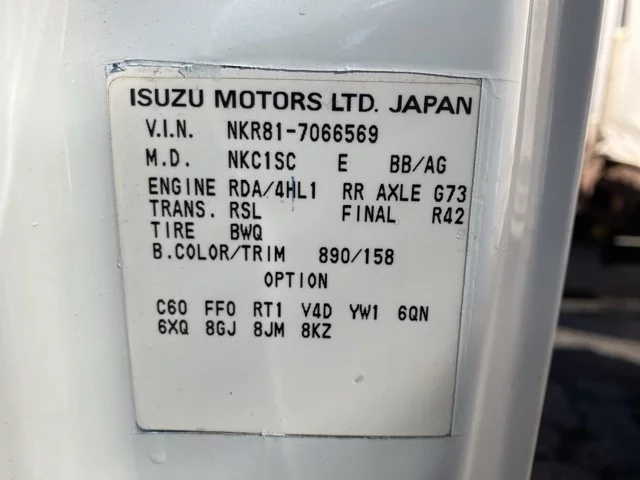 ISUZU MOTORS LTD. JAPAN
V.I.N. NKR81-7066569
M.D. NKC1SC E BB/AG
ENGINE RDA/4HL1 RR AXLE G73
TRANS. RSL FINAL R42
TIRE BWQ
B.COLOR/TRIM 890/158
OPTION
C60 FF0 RT1 V4D YW1 6QN
6XQ 8GJ 8JM 8KZ